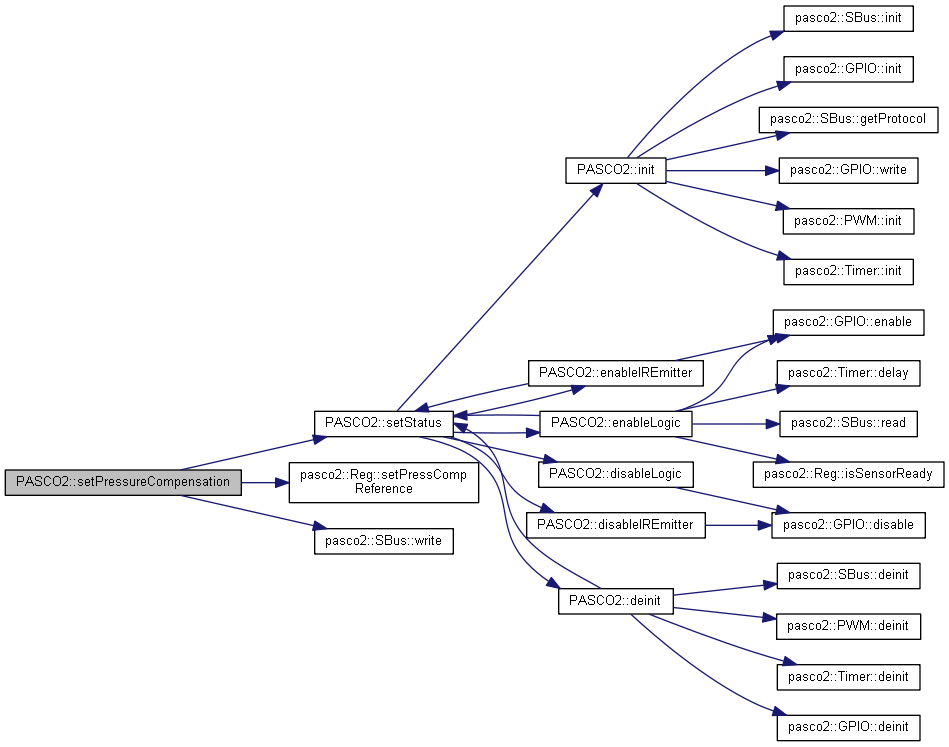 pasco2::SBus::init
pasco2::GPIO::init
pasco2::SBus::getProtocol
PASCO2::init
pasco2::GPIO::write
pasco2::PWM::init
pasco2::Timer::init
pasco2::GPIO::enable
PASCO2::enableIREmitter
pasco2::Timer::delay
PASCO2::setStatus
PASCO2::enableLogic
pasco2::SBus::read
PASCO2::setPressureCompensation
pasco2::Reg::setPressComp
Reference
PASCO2::disableLogic
pasco2::Reg::isSensorReady
pasco2::SBus::write
PASCO2::disableIREmitter
pasco2::GPIO::disable
pasco2::SBus::deinit
PASCO2::deinit
pasco2::PWM::deinit
pasco2::Timer::deinit
pasco2::GPIO::deinit